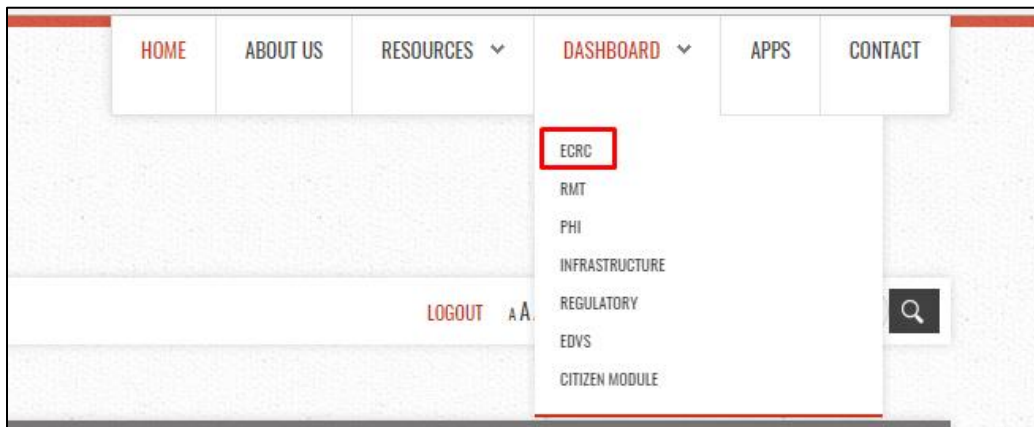 HOME ABOUT US RESOURCES DASHBOARD APPS CONTACT
ECRC
RMT
PHI
INFRASTRUCTURE
REGULATORY
EDVS
CITIZEN MODULE
LOGOUT A A